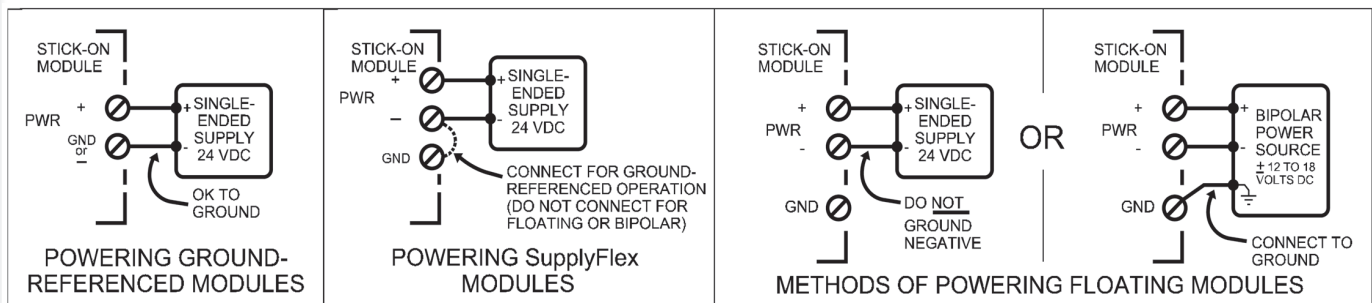 STICK-ON
MODULE
+
PWR
GND
or
–
+
-
SINGLE-
ENDED
SUPPLY
24 VDC
OK TO
GROUND
POWERING GROUND-
REFERENCED MODULES
STICK-ON
MODULE
+
PWR
–
GND
+
-
SINGLE-
ENDED
SUPPLY
24 VDC
CONNECT FOR GROUND-
REFERENCED OPERATION
(DO NOT CONNECT FOR
FLOATING OR BIPOLAR)
POWERING SupplyFlex
MODULES
STICK-ON
MODULE
+
PWR
-
GND
+
-
SINGLE-
ENDED
SUPPLY
24 VDC
DO NOT
GROUND
NEGATIVE
OR
STICK-ON
MODULE
+
PWR
-
GND
+
-
BIPOLAR
POWER
SOURCE
± 12 TO 18
VOLTS DC
CONNECT TO
GROUND
METHODS OF POWERING FLOATING MODULES